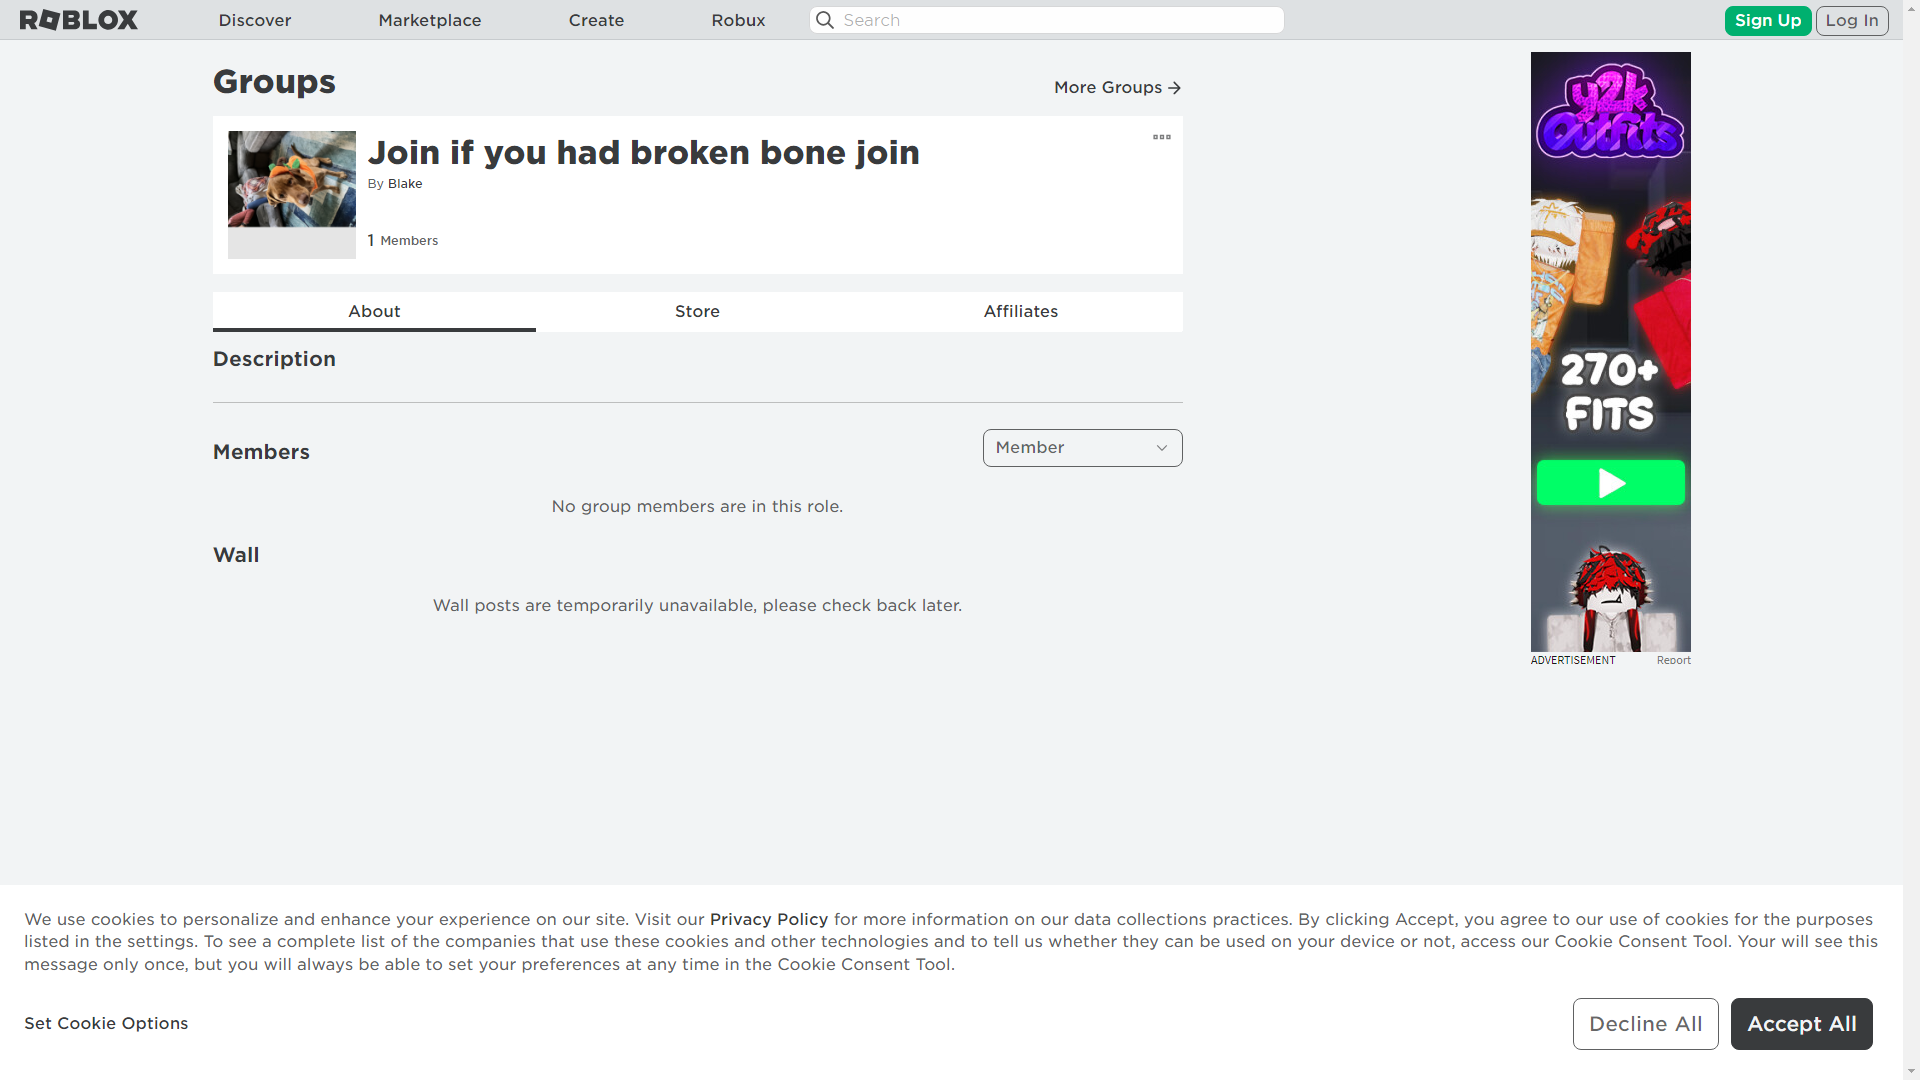 ROBLOX
Discover
Marketplace
Create
Robux
Search
Sign Up
Log In
Groups
More Groups
Join if you had broken bone join
By Blake
1 Members
About
Store
Affiliates
Description
Members
Member
No group members are in this role.
Wall
Wall posts are temporarily unavailable, please check back later.
y2k
Outfits
270+
FITS
ADVERTISEMENT
Report
We use cookies to personalize and enhance your experience on our site. Visit our Privacy Policy for more information on our data collections practices. By clicking Accept, you agree to our use of cookies for the purposes
listed in the settings. To see a complete list of the companies that use these cookies and other technologies and to tell us whether they can be used on your device or not, access our Cookie Consent Tool. Your will see this
message only once, but you will always be able to set your preferences at any time in the Cookie Consent Tool.
Set Cookie Options
Decline All
Accept All